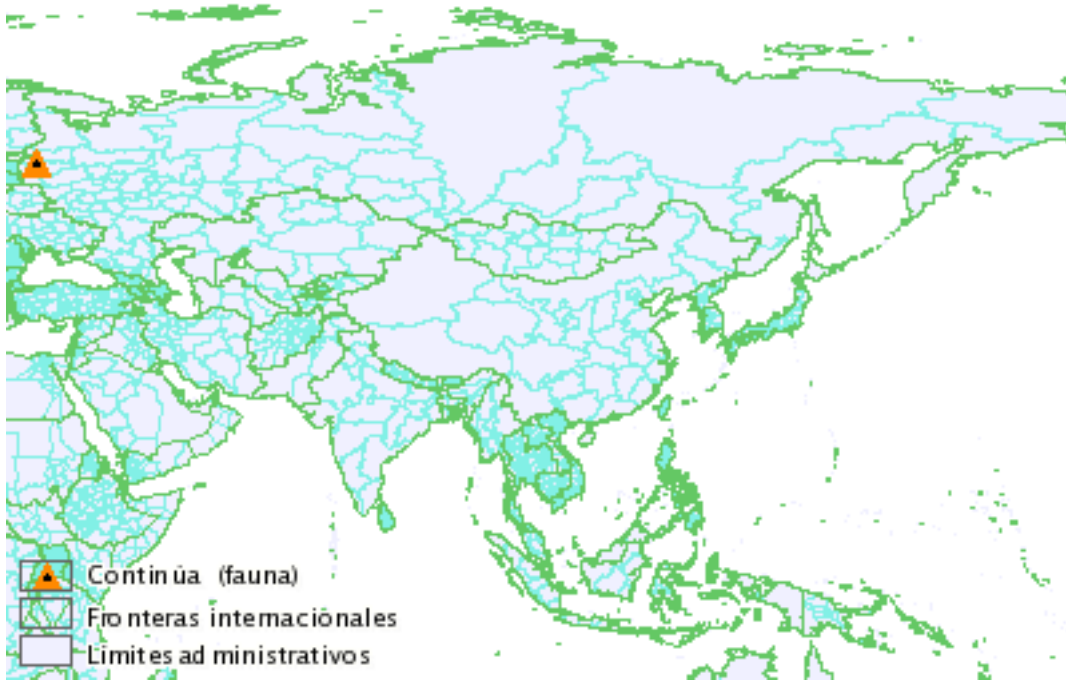 Continúa (fauna)
Fronteras internacionales
Límites administrativos